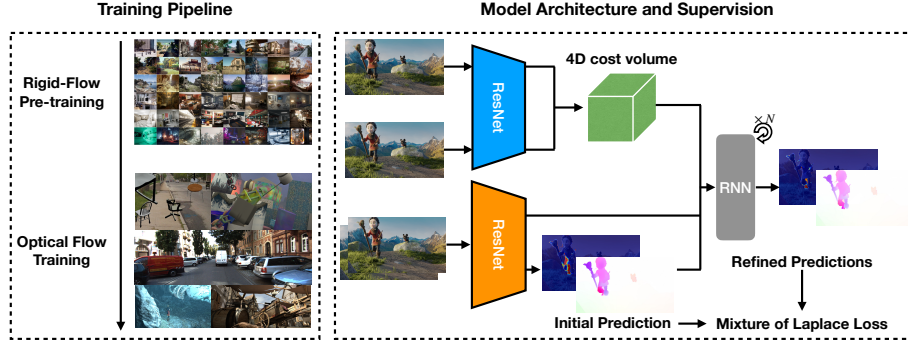 Training Pipeline
Model Architecture and Supervision
Rigid-Flow
Pre-training
Optical Flow
Training
ResNet
4D cost volume
ResNet
× N
RNN
Refined Predictions
Initial Prediction
Mixture of Laplace Loss